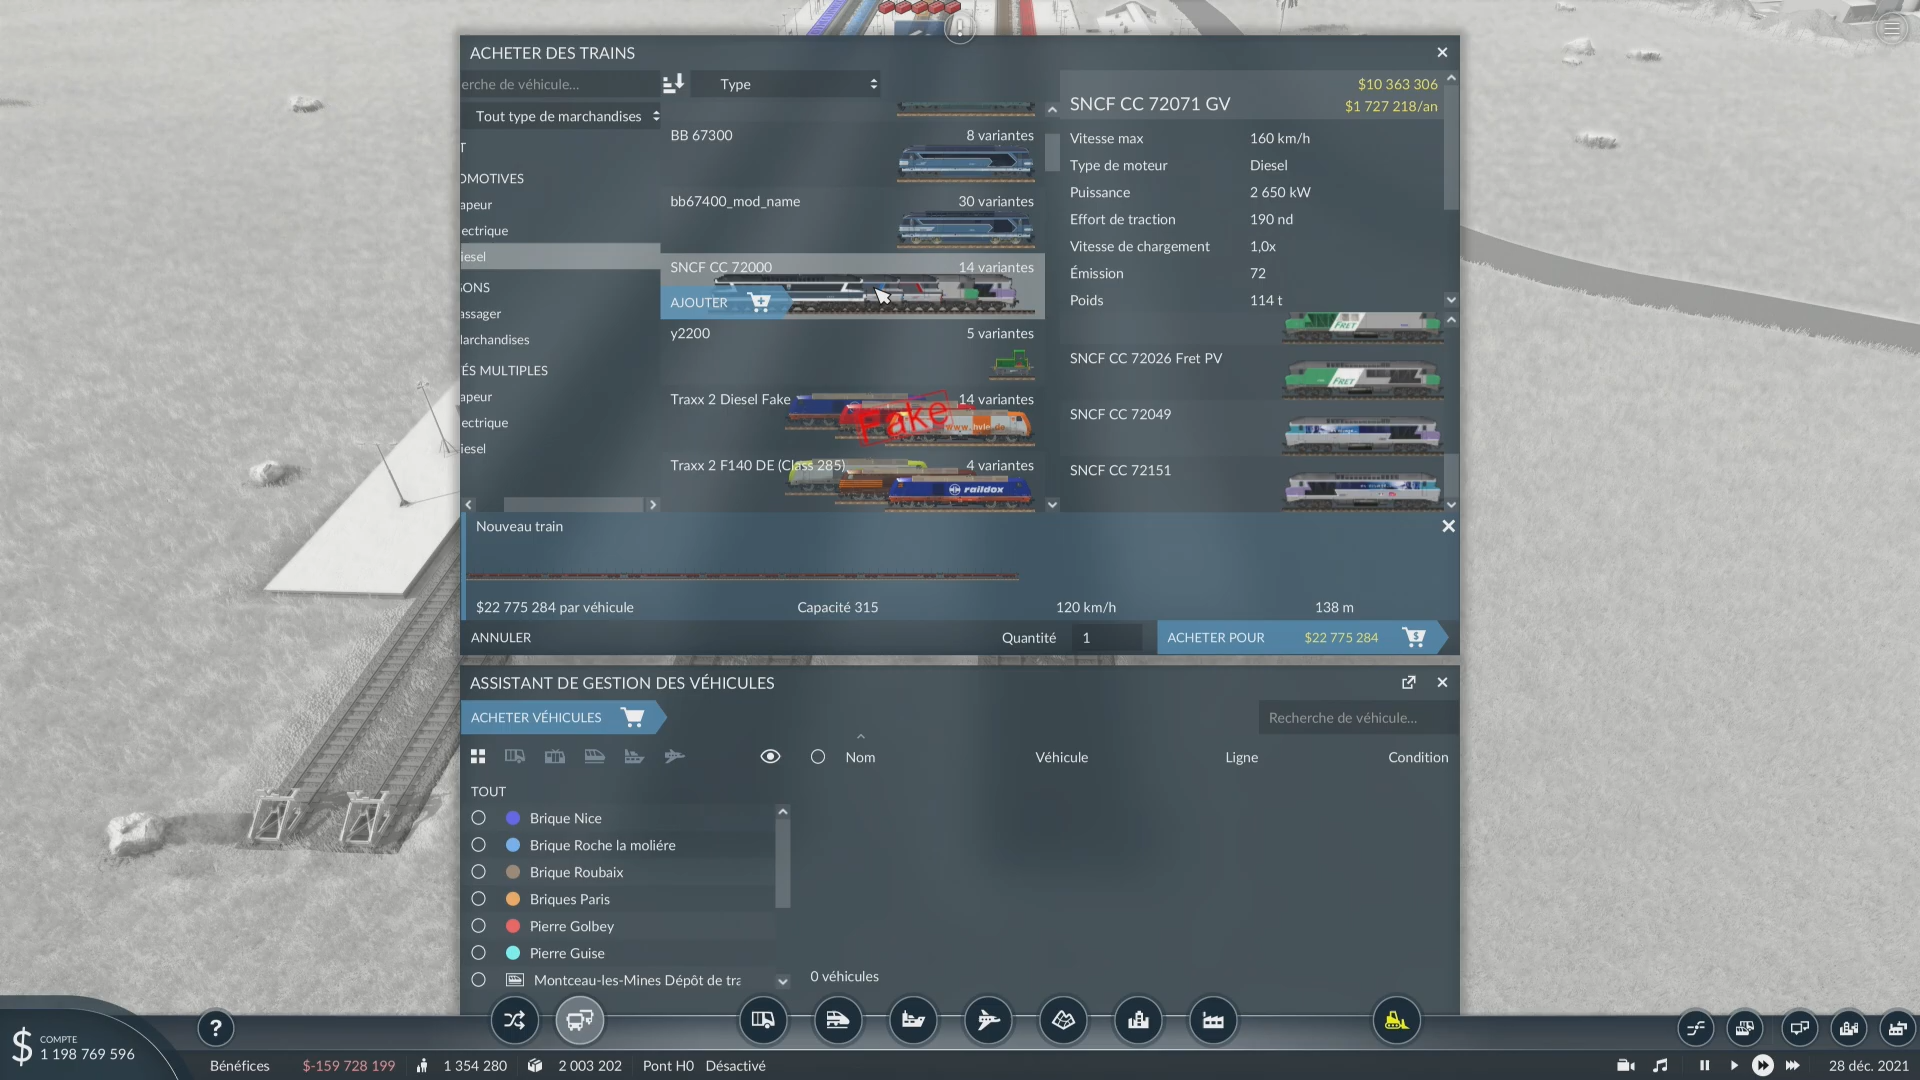 ACHETER DES TRAINS
erche de véhicule...
Type
Tout type de marchandises
T
OMOTIVES
apeur
ectrique
iesel
GONS
assager
larchandises
ÉS MULTIPLES
apeur
ectrique
iesel
BB 67300
8 variantes
bb67400_mod_name
30 variantes
SNCF CC 72000
14 variantes
AJOUTER
y2200
5 variantes
Traxx 2 Diesel Fake
14 variantes
Fake
www.hvle.de
Traxx 2 F140 DE (Class 285)
4 variantes
raildox
$10 363 306
SNCF CC 72071 GV
$1 727 218/an
Vitesse max 160 km/h
Type de moteur Diesel
Puissance 2 650 kW
Effort de traction 190 nd
Vitesse de chargement 1,0x
Émission 72
Poids 114 t
FRET
SNCF CC 72026 Fret PV
FRET
SNCF CC 72049
SNCF CC 72151
Nouveau train
$22 775 284 par véhicule
Capacité 315
120 km/h
138 m
ANNULER
Quantité 1
ACHETER POUR $22 775 284
ASSISTANT DE GESTION DES VÉHICULES
ACHETER VÉHICULES
Recherche de véhicule...
Nom
Véhicule
Ligne
Condition
TOUT
Brique Nice
Brique Roche la moliére
Brique Roubaix
Briques Paris
Pierre Golbey
Pierre Guise
Montceau-les-Mines Dépôt de tra
0 véhicules
$
COMPTE
1 198 769 596
?
Bénéfices $-159 728 199
1 354 280
2 003 202
Pont H0 Désactivé
28 déc. 2021